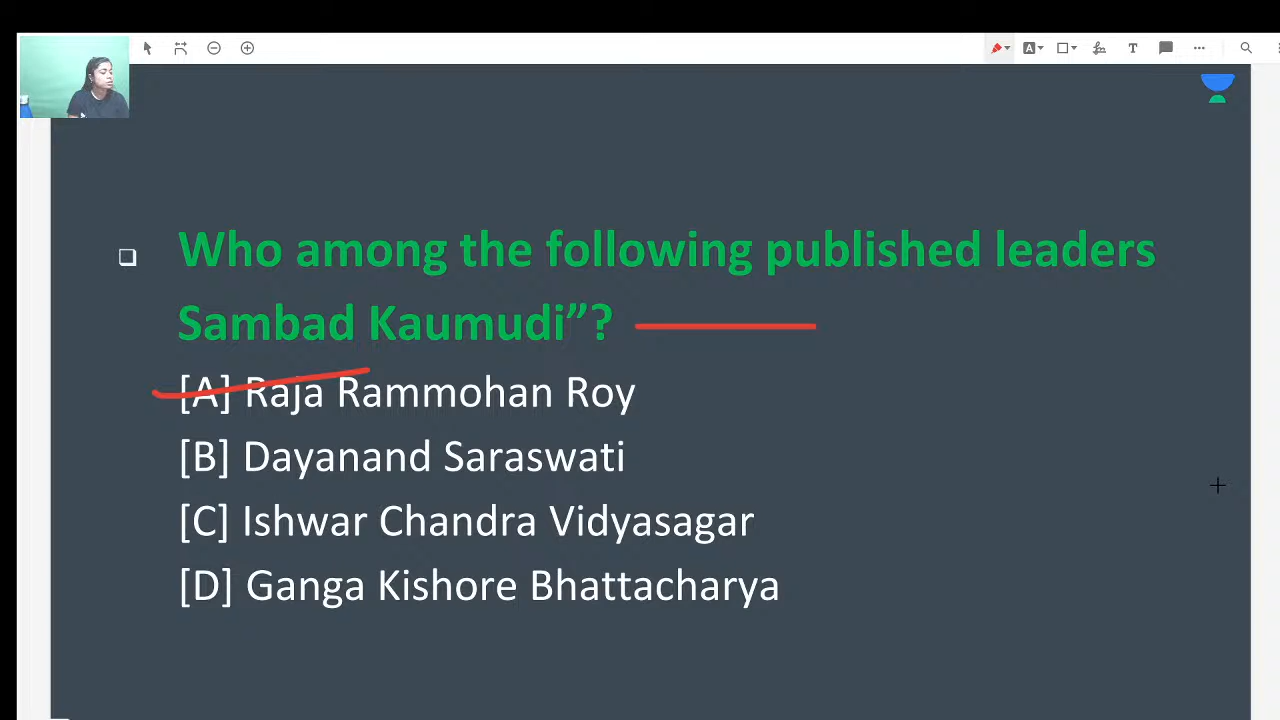 Who among the following published leaders
Sambad Kaumudi”?
[A] Raja Rammohan Roy
[B] Dayanand Saraswati
[C] Ishwar Chandra Vidyasagar
[D] Ganga Kishore Bhattacharya